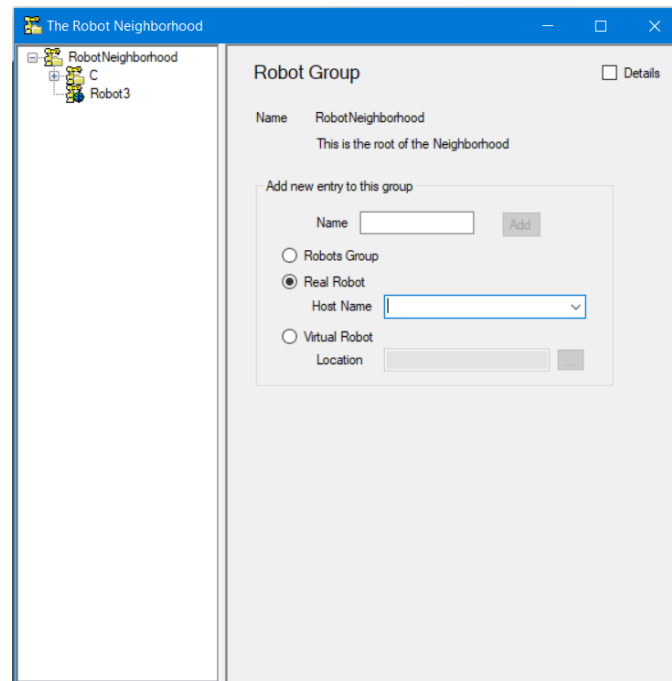 The Robot Neighborhood
RobotNeighborhood
C
Robot3
Robot Group
Details
Name RobotNeighborhood
This is the root of the Neighborhood
Add new entry to this group
Name
Add
Robots Group
Real Robot
Host Name
Virtual Robot
Location
...